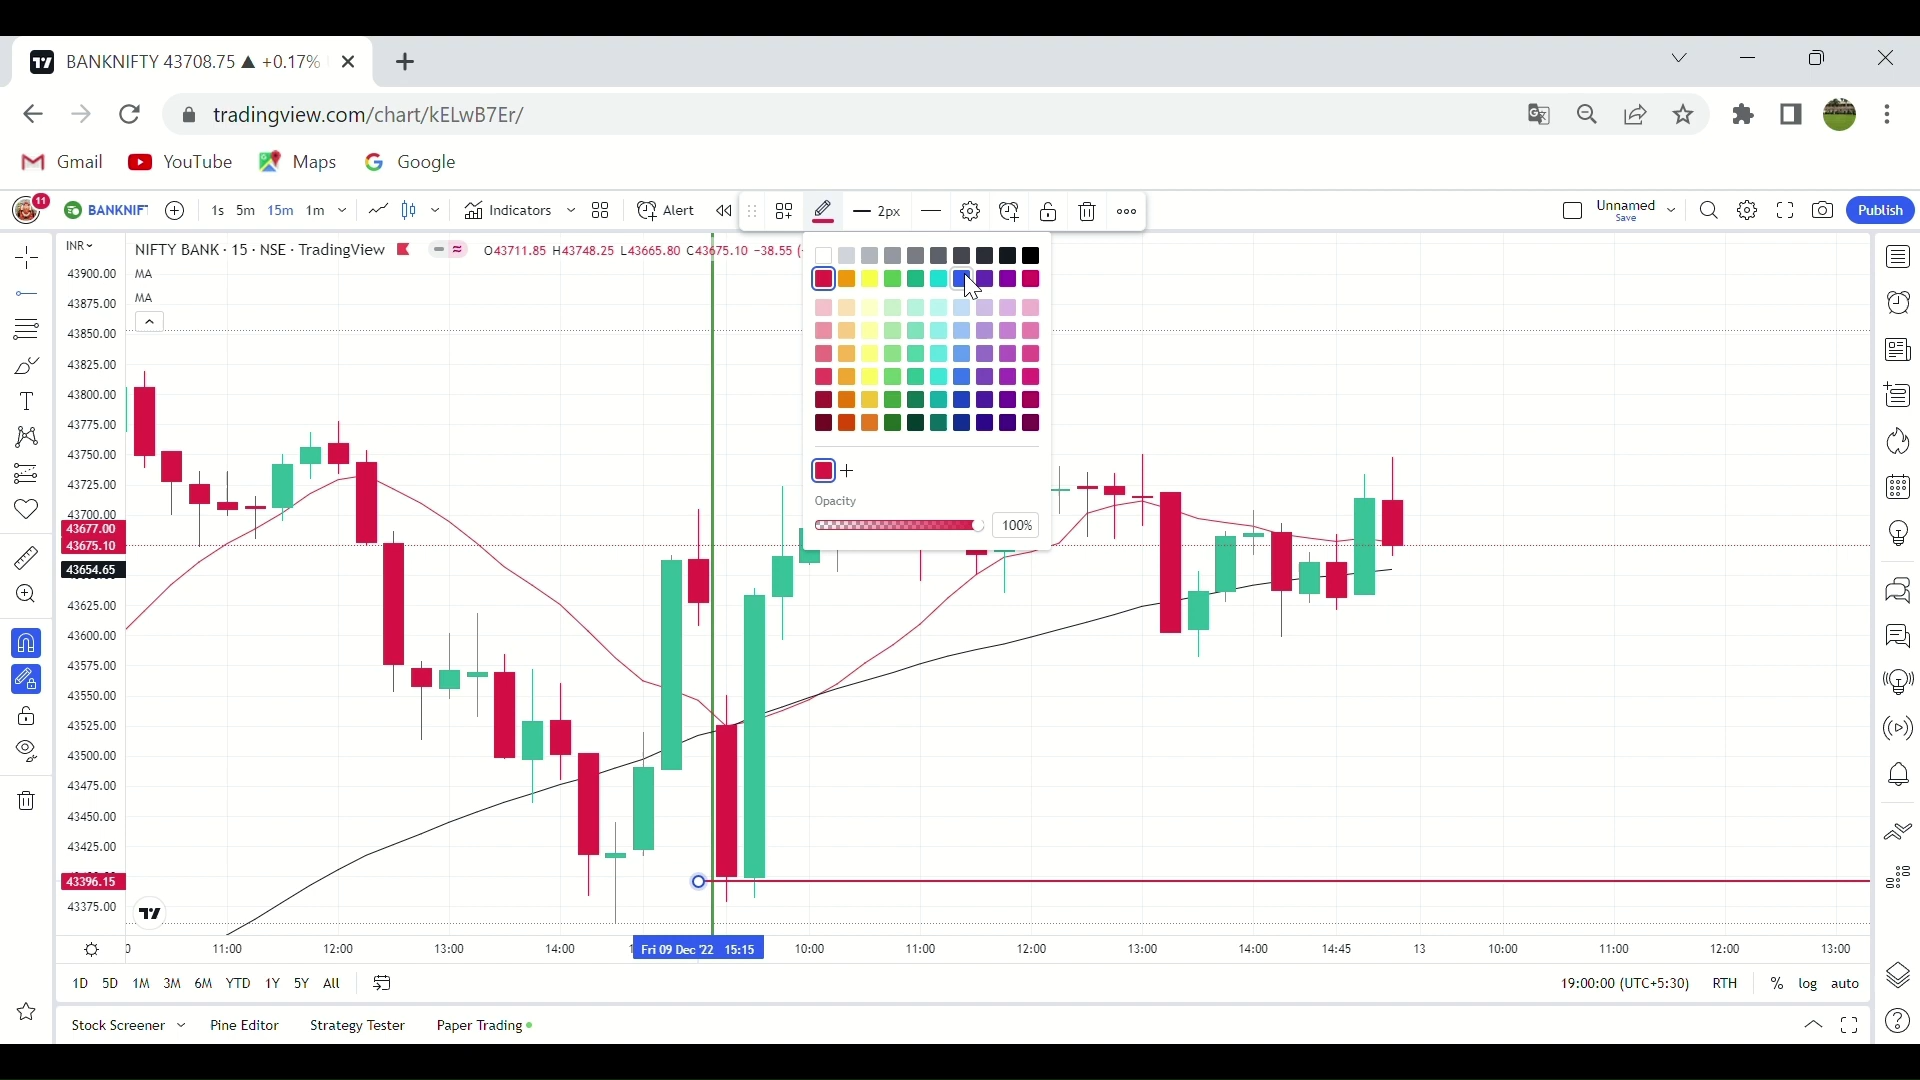 BANKNIFTY 43708.75 ▲ +0.17%
tradingview.com/chart/kELwB7Er/
Gmail YouTube Maps Google
11 BANKNIF 1s 5m 15m 1m Indicators Alert 2px Unnamed Save Publish
INR NIFTY BANK · 15 · NSE · TradingView O43711.85 H43748.25 L43665.80 C43675.10 −38.55 (
MA
MA
43900.00
43875.00
43850.00
43825.00
43800.00
43775.00
43750.00
43725.00
43700.00
43677.00
43675.10
43654.65
43625.00
43600.00
43575.00
43550.00
43525.00
43500.00
43475.00
43450.00
43425.00
43396.15
43375.00
Opacity
100%
11:00 12:00 13:00 14:00 Fri 09 Dec '22 15:15 10:00 11:00 12:00 13:00 14:00 14:45 13 10:00 11:00 12:00 13:00
1D 5D 1M 3M 6M YTD 1Y 5Y All 19:00:00 (UTC+5:30) RTH % log auto
Stock Screener Pine Editor Strategy Tester Paper Trading